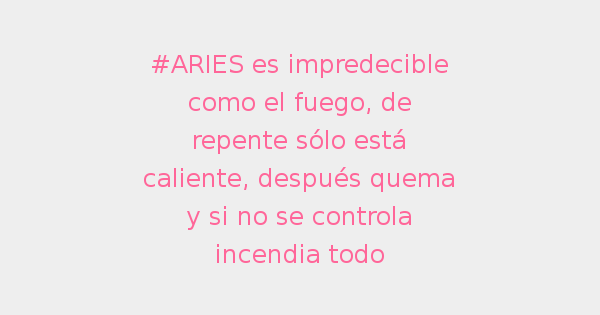 #ARIES es impredecible
como el fuego, de
repente sólo está
caliente, después quema
y si no se controla
incendia todo